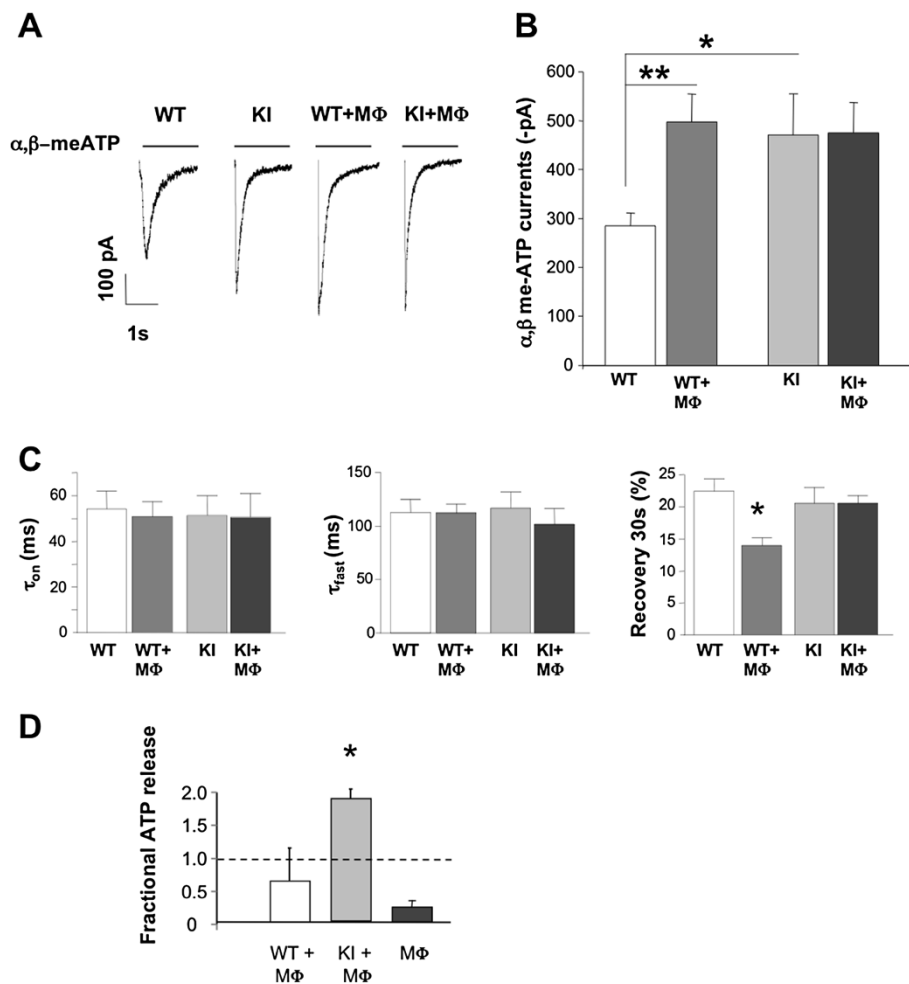 A
WT KI WT+MΦ KI+MΦ
α,β–meATP
100 pA
1s
B
*
**
α,β me-ATP currents (-pA)
600
500
400
300
200
100
0
WT WT+ MΦ KI KI+ MΦ
C
τon (ms)
60
40
20
0
WT WT+ MΦ KI KI+ MΦ
τfast (ms)
150
100
50
0
WT WT+ MΦ KI KI+ MΦ
Recovery 30s (%)
25
20
15
10
5
0
*
WT WT+ MΦ KI KI+ MΦ
D
Fractional ATP release
*
2.0
1.5
1.0
0.5
0
WT + MΦ KI + MΦ MΦ